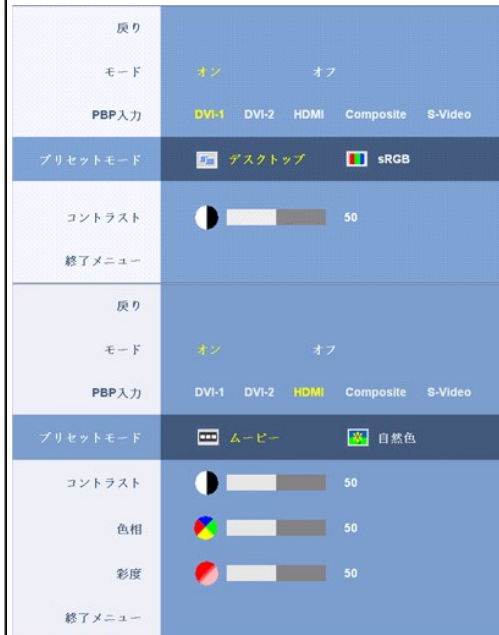 戻り
モード オン オフ
PBP入力 DVI-1 DVI-2 HDMI Composite S-Video
プリセットモード デスクトップ sRGB
コントラスト 50
終了メニュー
戻り
モード オン オフ
PBP入力 DVI-1 DVI-2 HDMI Composite S-Video
プリセットモード ムービー 自然色
コントラスト 50
色相 50
彩度 50
終了メニュー